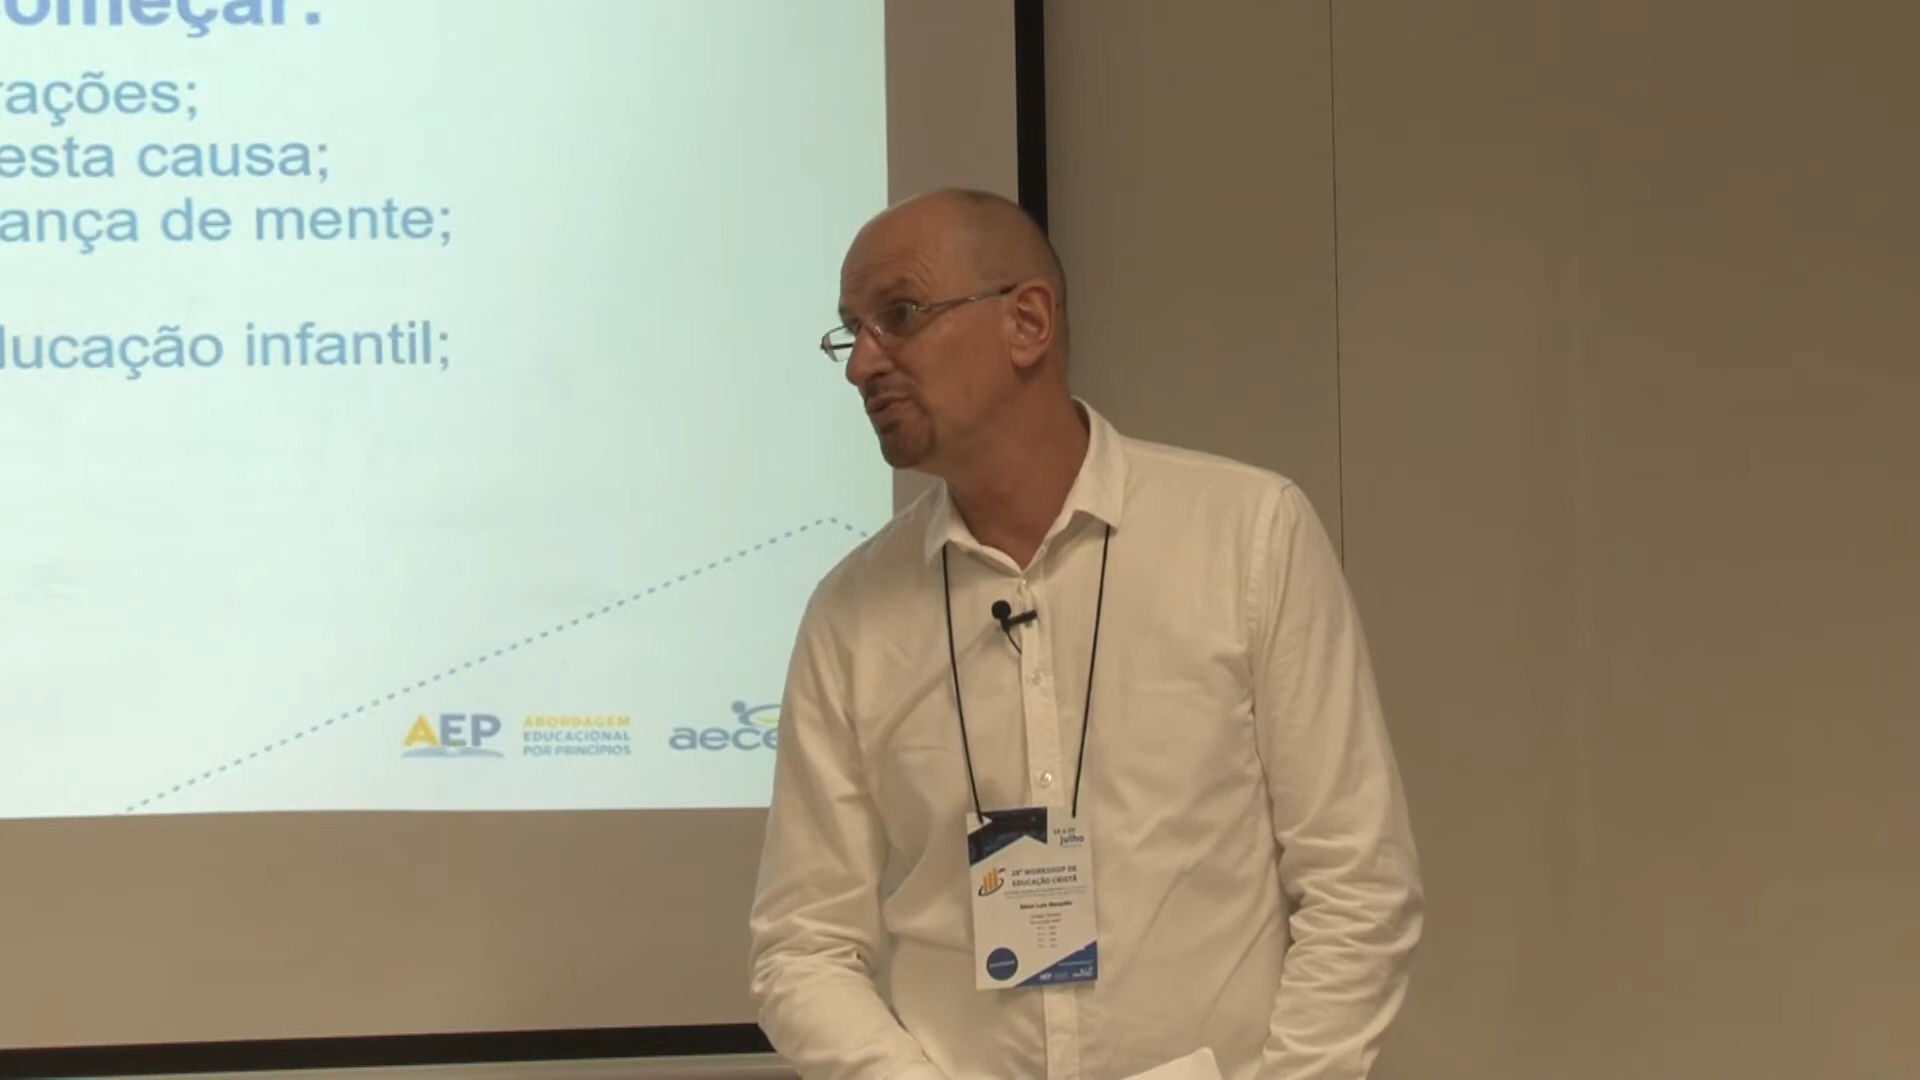 omeçar:
rações;
esta causa;
ança de mente;
ducação infantil;
AEP
ABORDAGEM
EDUCACIONAL
POR PRINCÍPIOS
aece
julho
WORKSHOP DE
EDUCAÇÃO CRISTÃ
AEP